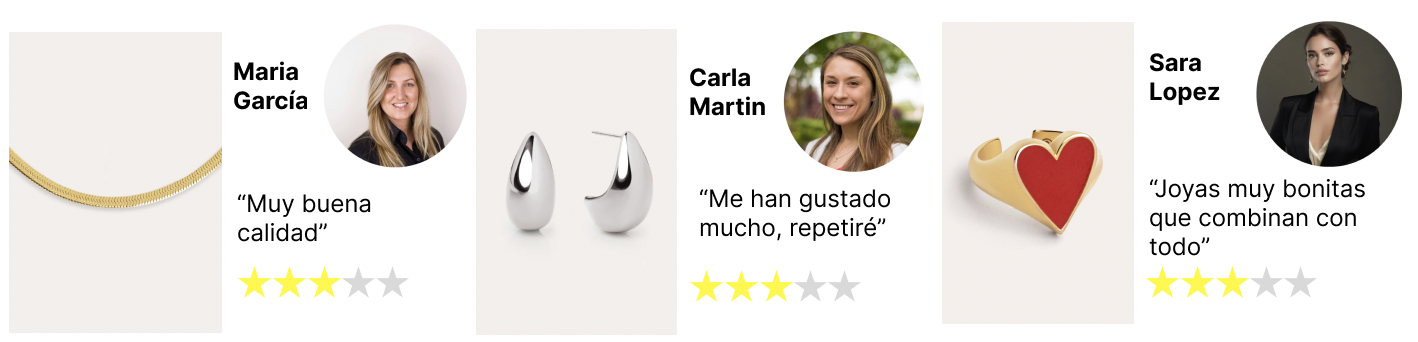 Maria
García
“Muy buena
calidad”
Carla
Martin
“Me han gustado
mucho, repetiré”
Sara
Lopez
“Joyas muy bonitas
que combinan con
todo”